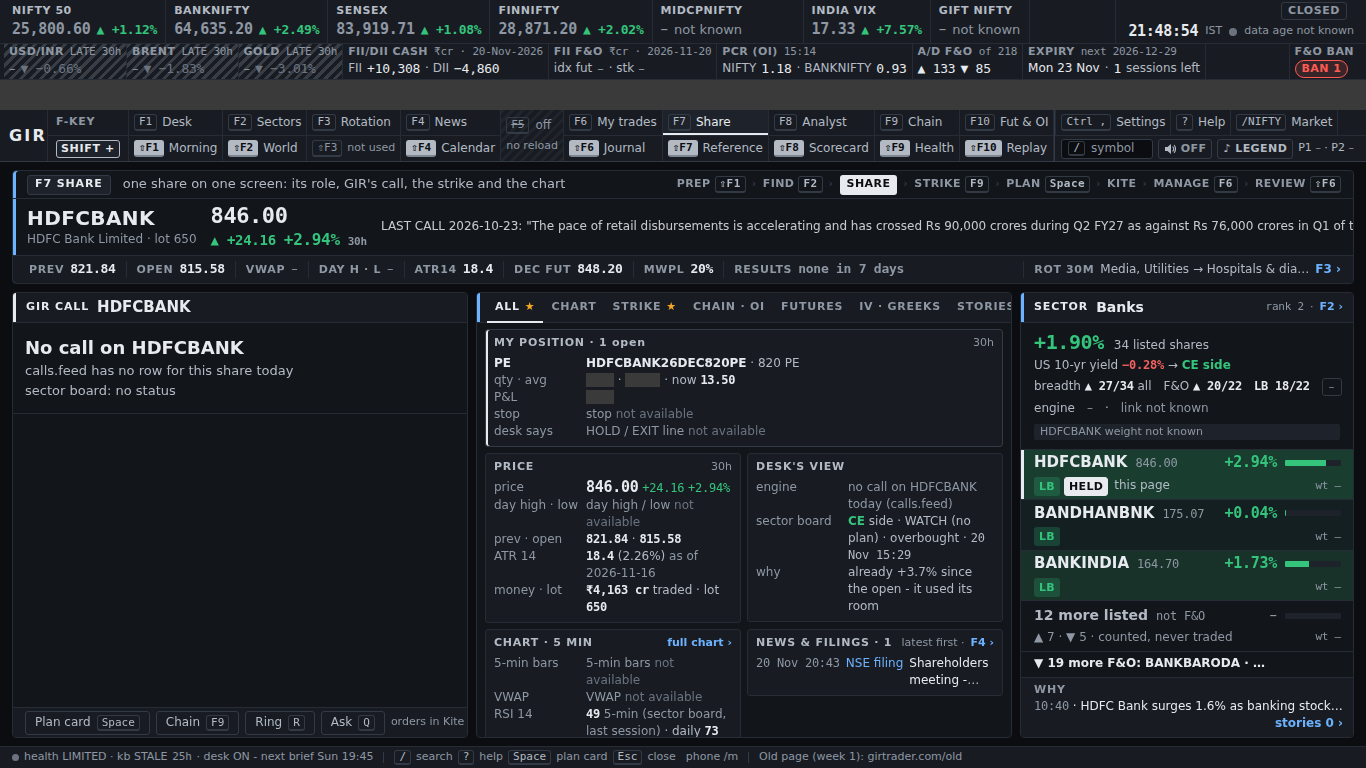 NIFTY 50 BANKNIFTY SENSEX FINNIFTY MIDCPNIFTY INDIA VIX GIFT NIFTY CLOSED
25,800.60 ▲ +1.12% 64,635.20 ▲ +2.49% 83,919.71 ▲ +1.08% 28,871.20 ▲ +2.02% – not known 17.33 ▲ +7.57% – not known 21:48:54 IST data age not known
USD/INR LATE 30h BRENT LATE 30h GOLD LATE 30h FII/DII CASH ₹cr · 20-Nov-2026 FII F&O ₹cr · 2026-11-20 PCR (OI) 15:14 A/D F&O of 218 EXPIRY next 2026-12-29 F&O BAN
– ▼ −0.66% – ▼ −1.83% – ▼ −3.01% FII +10,308 · DII −4,860 idx fut – · stk – NIFTY 1.18 · BANKNIFTY 0.93 ▲ 133 ▼ 85 Mon 23 Nov · 1 sessions left BAN 1
GIR
F-KEY F1 Desk F2 Sectors F3 Rotation F4 News F5 off F6 My trades F7 Share F8 Analyst F9 Chain F10 Fut & OI Ctrl , Settings ? Help /NIFTY Market
SHIFT + ⇧F1 Morning ⇧F2 World ⇧F3 not used ⇧F4 Calendar no reload ⇧F6 Journal ⇧F7 Reference ⇧F8 Scorecard ⇧F9 Health ⇧F10 Replay / symbol OFF ♪ LEGEND P1 – · P2 –
F7 SHARE one share on one screen: its role, GIR's call, the strike and the chart PREP ⇧F1 › FIND F2 › SHARE › STRIKE F9 › PLAN Space › KITE › MANAGE F6 › REVIEW ⇧F6
HDFCBANK 846.00
HDFC Bank Limited · lot 650 ▲ +24.16 +2.94% 30h
LAST CALL 2026-10-23: "The pace of retail disbursements is accelerating and has crossed Rs 90,000 crores during Q2 FY27 as against Rs 76,000 crores in Q1 of t
PREV 821.84 OPEN 815.58 VWAP – DAY H · L – ATR14 18.4 DEC FUT 848.20 MWPL 20% RESULTS none in 7 days ROT 30M Media, Utilities → Hospitals & dia... F3 ›
GIR CALL HDFCBANK
No call on HDFCBANK
calls.feed has no row for this share today
sector board: no status
Plan card Space Chain F9 Ring R Ask Q orders in Kite
ALL ★ CHART STRIKE ★ CHAIN · OI FUTURES IV · GREEKS STORIES
MY POSITION · 1 open 30h
PE HDFCBANK26DEC820PE · 820 PE
qty · avg · · now 13.50
P&L
stop stop not available
desk says HOLD / EXIT line not available
PRICE 30h
price 846.00 +24.16 +2.94%
day high · low day high / low not
available
prev · open 821.84 · 815.58
ATR 14 18.4 (2.26%) as of
2026-11-16
money · lot ₹4,163 cr traded · lot
650
DESK'S VIEW
engine no call on HDFCBANK
today (calls.feed)
sector board CE side · WATCH (no
plan) · overbought · 20
Nov 15:29
why already +3.7% since
the open - it used its
room
CHART · 5 MIN full chart ›
5-min bars 5-min bars not
available
VWAP VWAP not available
RSI 14 49 5-min (sector board,
last session) · daily 73
NEWS & FILINGS · 1 latest first · F4 ›
20 Nov 20:43 NSE filing Shareholders
meeting -...
SECTOR Banks rank 2 · F2 ›
+1.90% 34 listed shares
US 10-yr yield −0.28% → CE side
breadth ▲ 27/34 all F&O ▲ 20/22 LB 18/22 –
engine – · link not known
HDFCBANK weight not known
HDFCBANK 846.00 +2.94%
LB HELD this page wt –
BANDHANBNK 175.07 +0.04%
LB wt –
BANKINDIA 164.70 +1.73%
LB wt –
12 more listed not F&O –
▲ 7 · ▼ 5 · counted, never traded wt –
▼ 19 more F&O: BANKBARODA · ...
WHY
10:40 · HDFC Bank surges 1.6% as banking stock...
stories 0 ›
health LIMITED · kb STALE 25h · desk ON - next brief Sun 19:45 / search ? help Space plan card Esc close phone /m Old page (week 1): girtrader.com/old